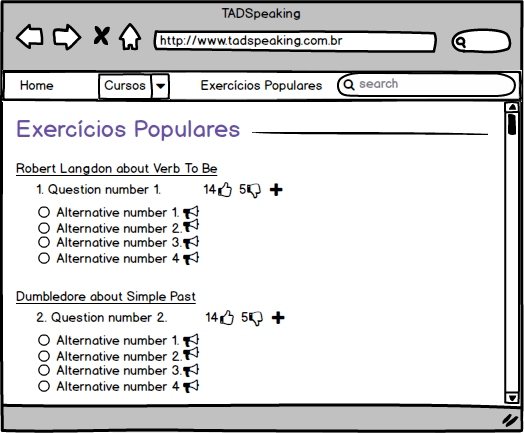 TADSpeaking
http://www.tadspeaking.com.br
Home Cursos Exercícios Populares search
Exercícios Populares
Robert Langdon about Verb To Be
1. Question number 1. 14 5
Alternative number 1.
Alternative number 2.
Alternative number 3.
Alternative number 4
Dumbledore about Simple Past
2. Question number 2. 14 5
Alternative number 1.
Alternative number 2.
Alternative number 3.
Alternative number 4